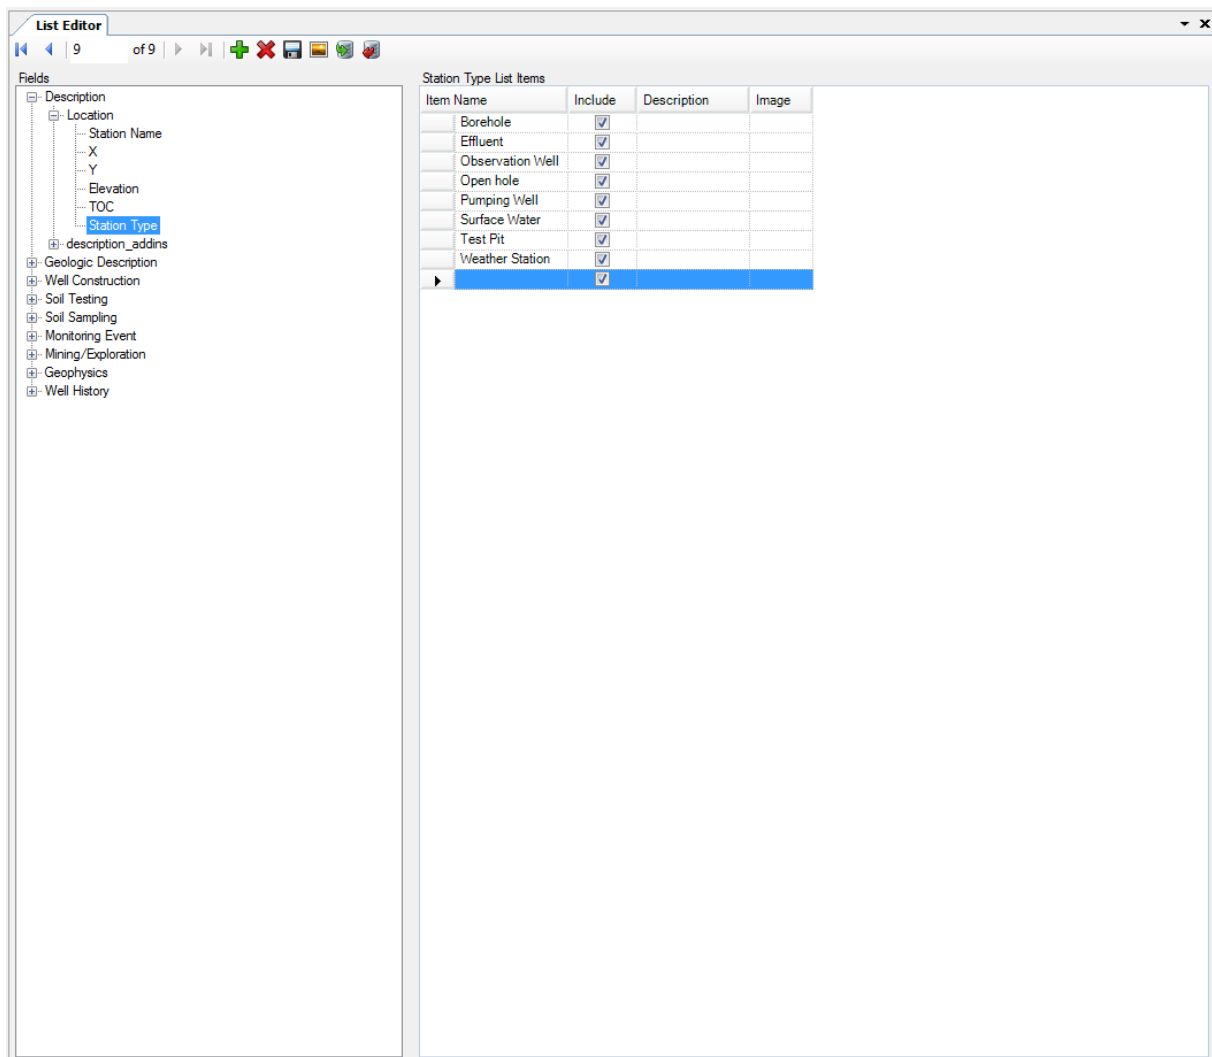 List Editor
9 of 9
Fields
Description
Location
Station Name
X
Y
Elevation
TOC
Station Type
description_addins
Geologic Description
Well Construction
Soil Testing
Soil Sampling
Monitoring Event
Mining/Exploration
Geophysics
Well History
Station Type List Items
Item Name Include Description Image
Borehole
Effluent
Observation Well
Open hole
Pumping Well
Surface Water
Test Pit
Weather Station